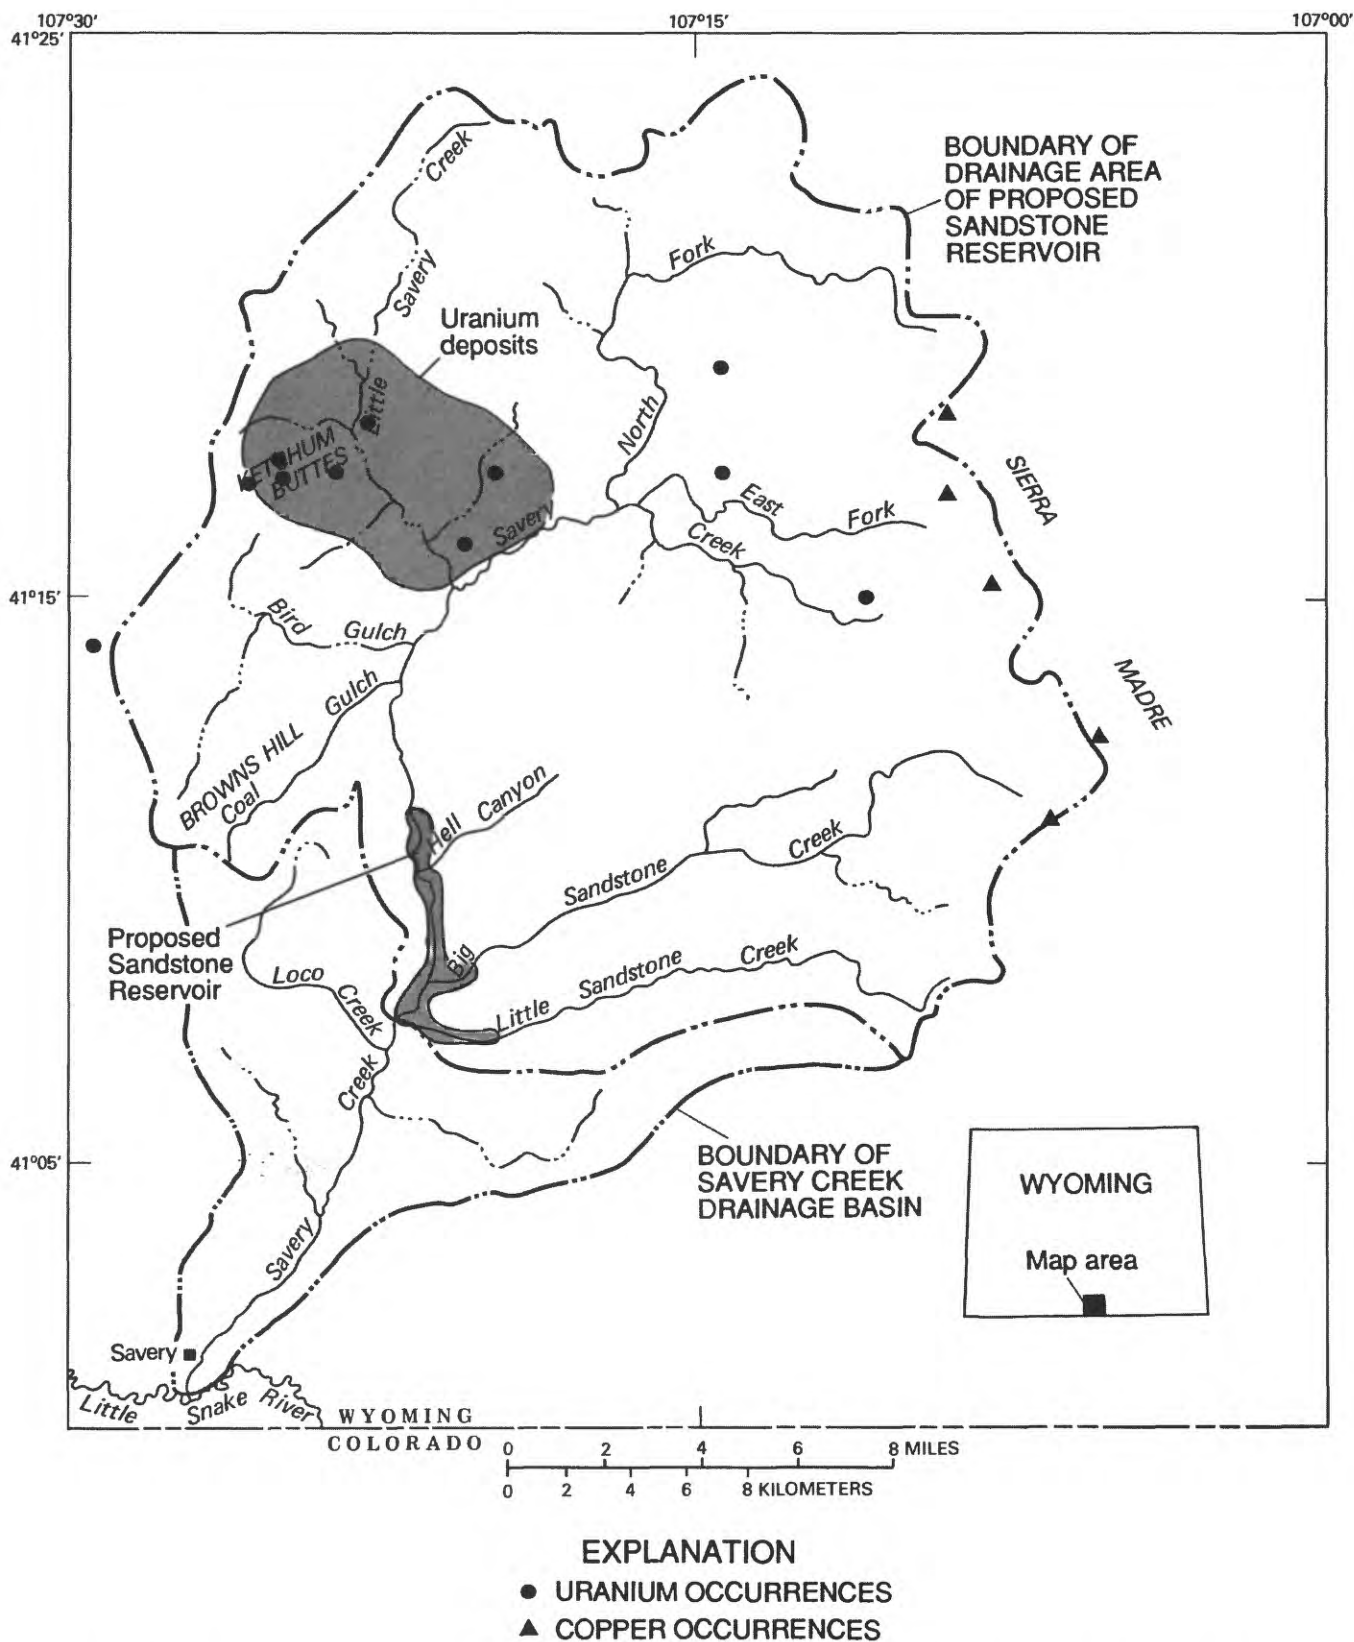 107°30'
107°15'
107°00'
41°25'
Creek
Savery
Little
Fork
BOUNDARY OF
DRAINAGE AREA
OF PROPOSED
SANDSTONE
RESERVOIR
Uranium
deposits
North
KETCHUM
BUTTES
Savery
East
Fork
Creek
SIERRA
MADRE
41°15'
Bird
Gulch
Gulch
BROWNS HILL
Coal
Hell
Canyon
Sandstone
Creek
Proposed
Sandstone
Reservoir
Big
Loco
Creek
Little
Sandstone
Creek
Creek
41°05'
BOUNDARY OF
SAVERY CREEK
DRAINAGE BASIN
WYOMING
Map area
Savery
Savery
Little
Snake
River
WYOMING
COLORADO
0 2 4 6 8 MILES
0 2 4 6 8 KILOMETERS
EXPLANATION
URANIUM OCCURRENCES
COPPER OCCURRENCES